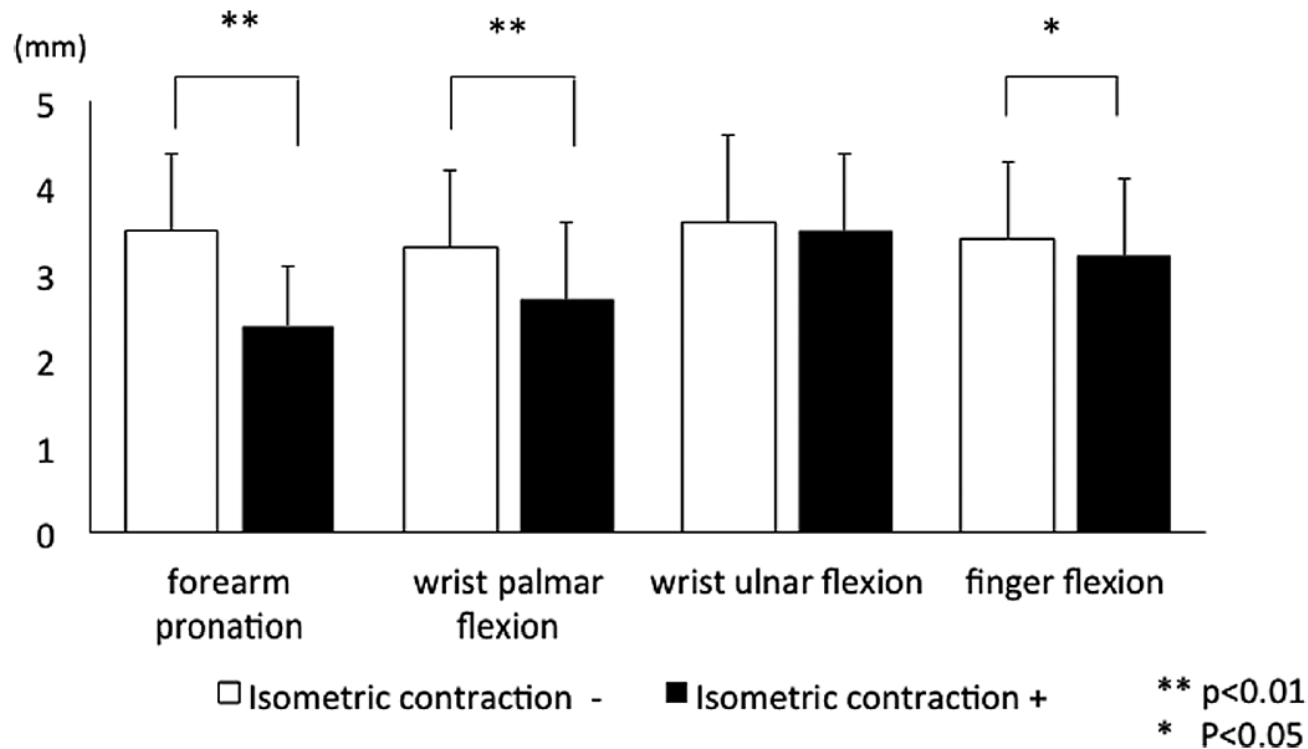 ** ** *
(mm)
5
4
3
2
1
0
forearm pronation
wrist palmar flexion
wrist ulnar flexion
finger flexion
Isometric contraction -
Isometric contraction +
** p<0.01
* P<0.05